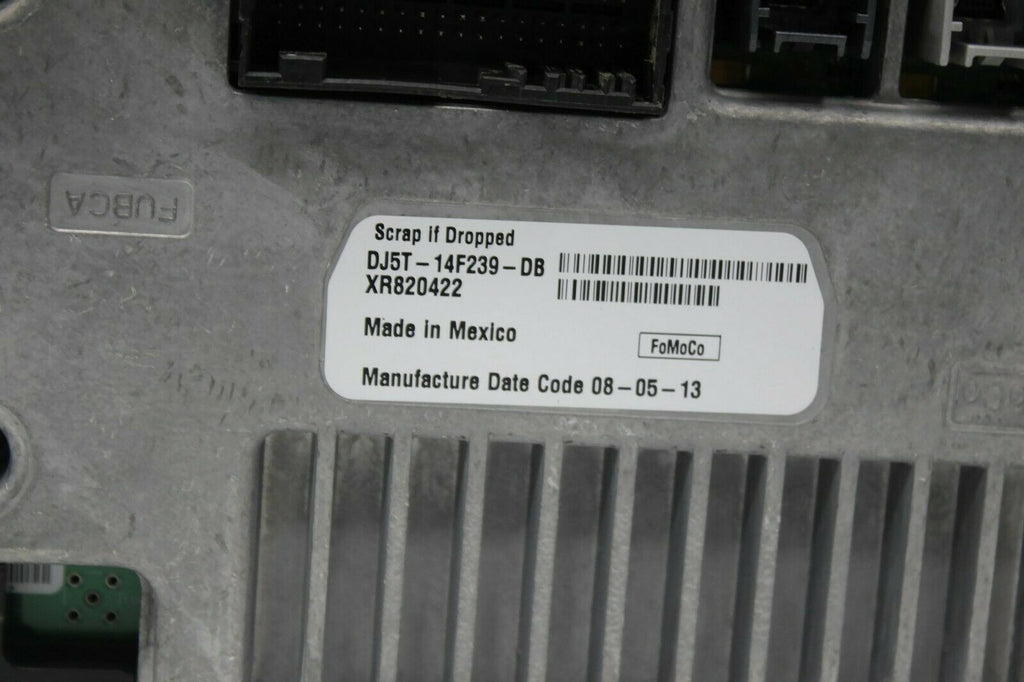 FUBCA
Scrap if Dropped
DJ5T-14F239-DB
XR820422
Made in Mexico
FoMoCo
Manufacture Date Code 08-05-13